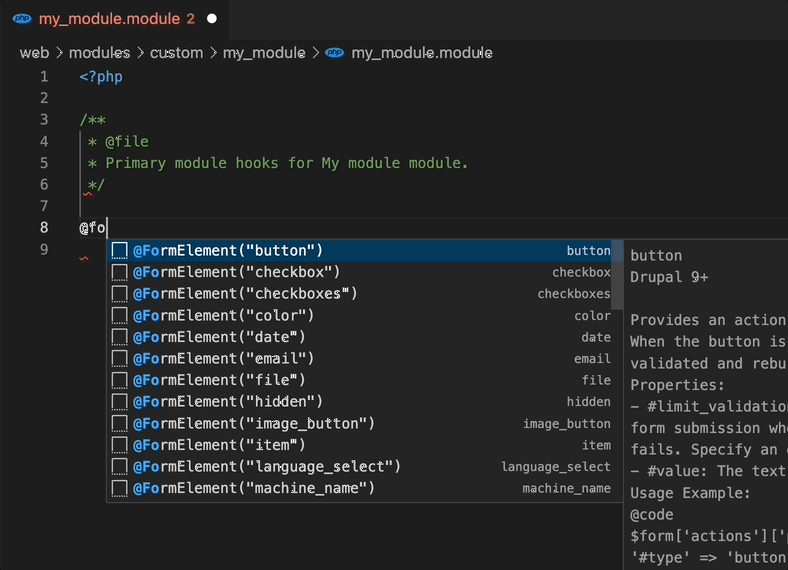 php my_module.module 2
web > modules > custom > my_module > php my_module.module
1 <?php
2
3 /**
4 * @file
5 * Primary module hooks for My module module.
6 */
7
8 @fo
9
@FormElement("button") button
@FormElement("checkbox") checkbox
@FormElement("checkboxes") checkboxes
@FormElement("color") color
@FormElement("date") date
@FormElement("email") email
@FormElement("file") file
@FormElement("hidden") hidden
@FormElement("image_button") image_button
@FormElement("item") item
@FormElement("language_select") language_select
@FormElement("machine_name") machine_name
button
Drupal 9+
Provides an action
When the button is
validated and rebu
Properties:
- #limit_validation
form submission whe
fails. Specify an
- #value: The text
Usage Example:
@code
$form['actions']['
'#type' => 'button